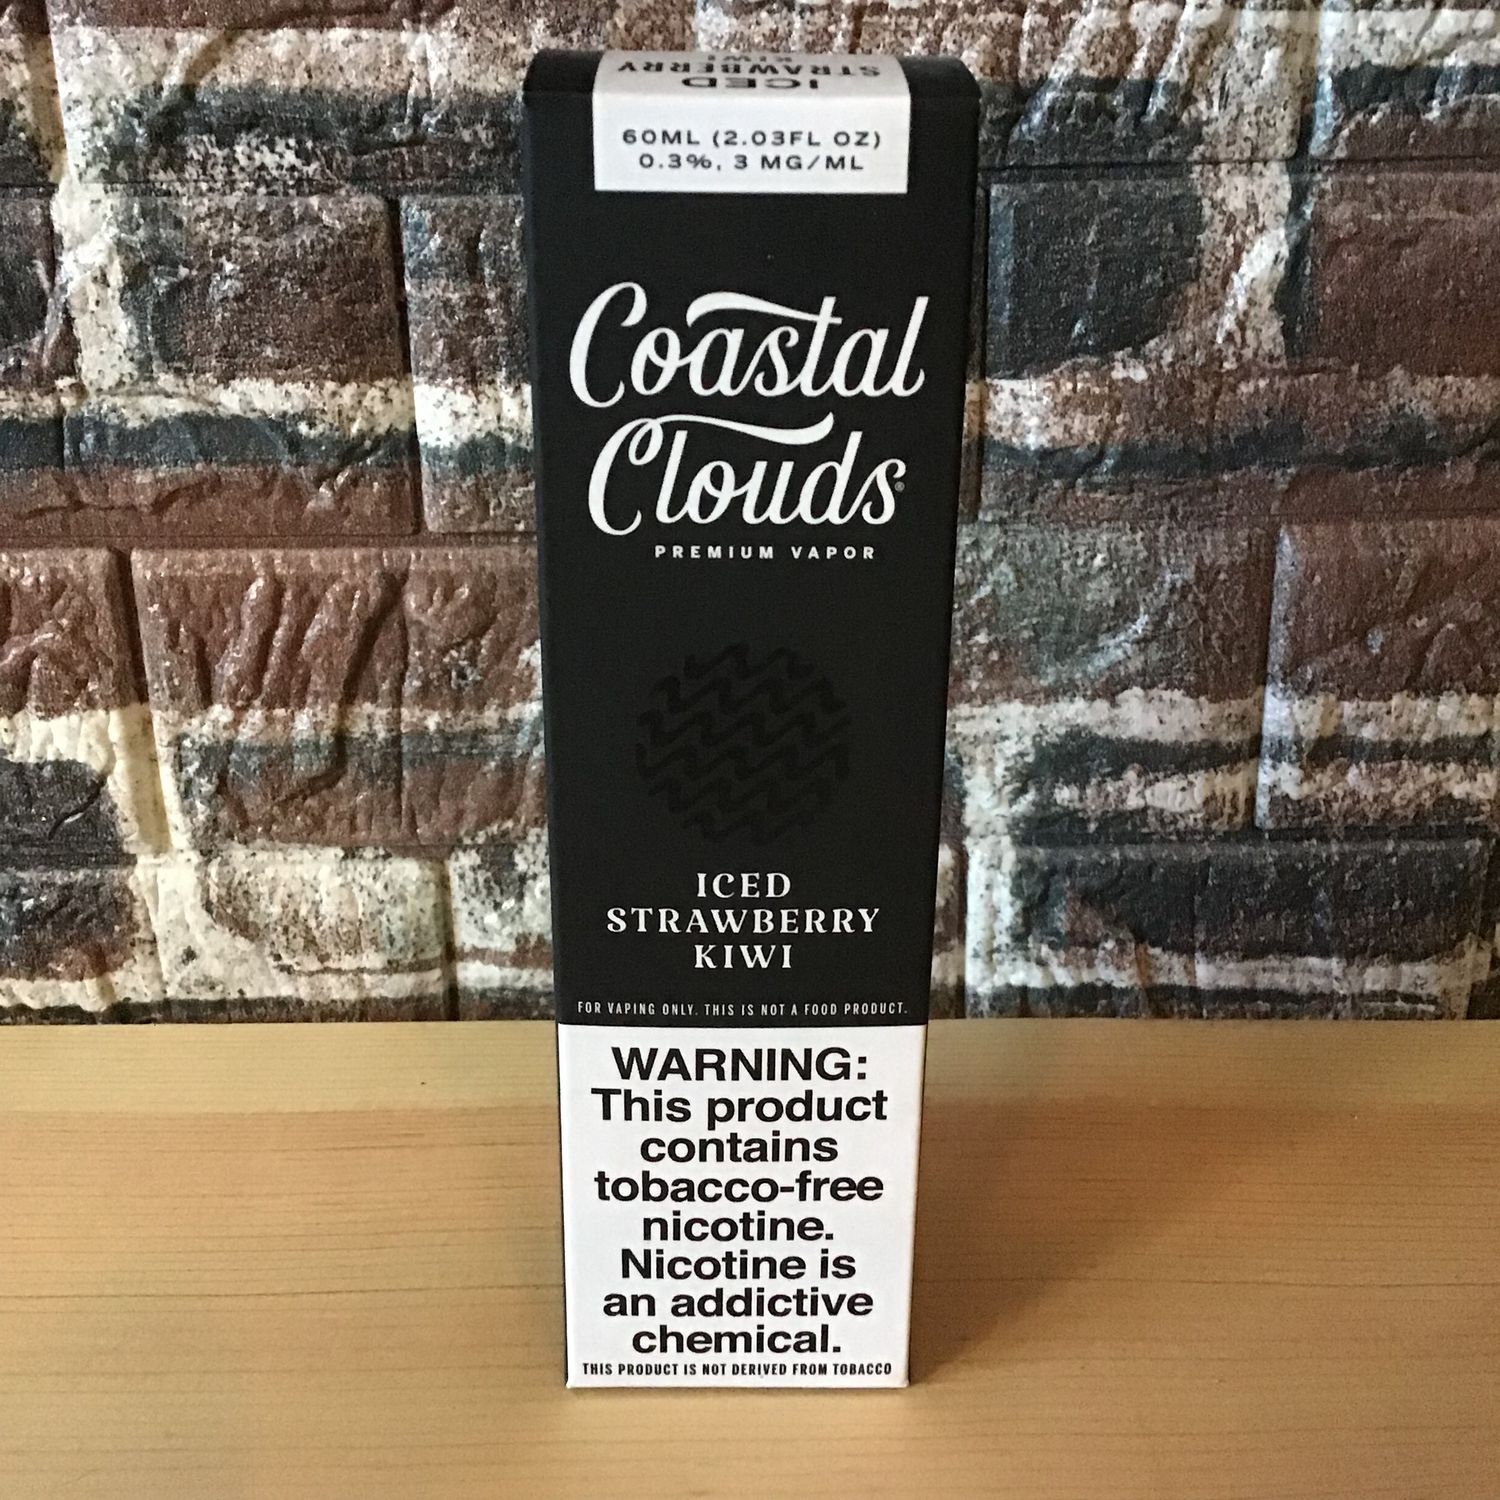 ICED
STRAWBERRY
KIWI
60ML (2.03FL OZ)
0.3%, 3 MG/ML
Coastal
Clouds®
PREMIUM VAPOR
ICED
STRAWBERRY
KIWI
FOR VAPING ONLY. THIS IS NOT A FOOD PRODUCT.
WARNING:
This product
contains
tobacco-free
nicotine.
Nicotine is
an addictive
chemical.
THIS PRODUCT IS NOT DERIVED FROM TOBACCO